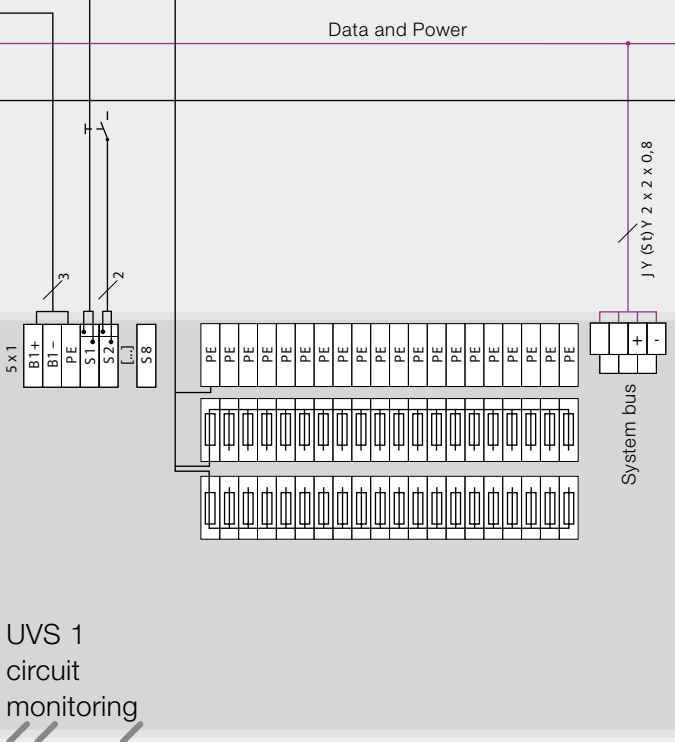 Data and Power
J Y (St) Y 2 x 2 x 0,8
3
2
5 x 1
B1+
B1−
PE
S1
S2
[...]
S8
PE PE PE PE PE PE PE PE PE PE PE PE PE PE PE PE PE PE PE PE
+ -
System bus
UVS 1
circuit
monitoring